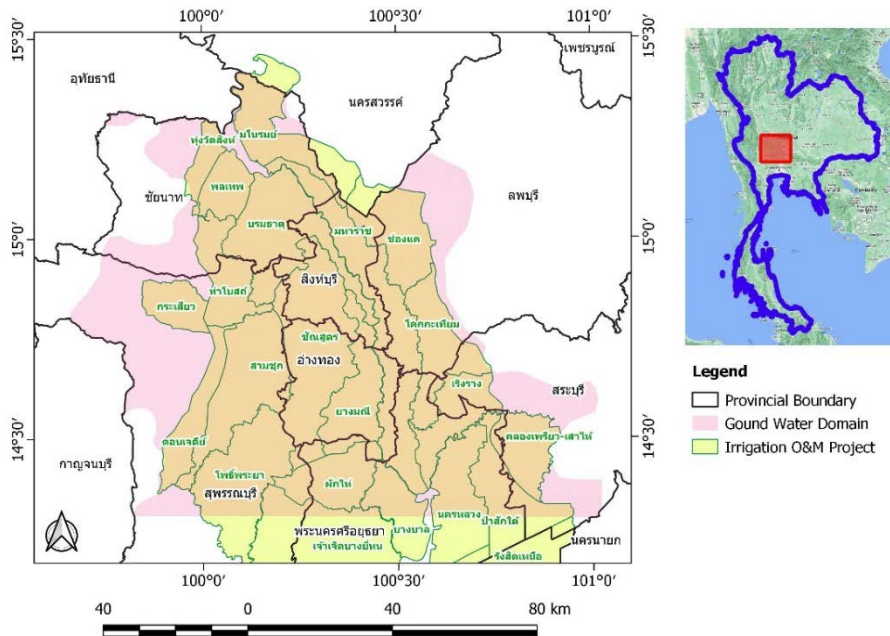 100°0′ 100°30′ 101°0′
15°30′ 15°30′
เพชรบูรณ์
อุทัยธานี
นครสวรรค์
มโนรมย์
ทุ่งวัดสิงห์
ลพบุรี
พลเทพ
ชัยนาท
บรมธาตุ
มหาราช
ช่องแค
15°0′ 15°0′
สิงห์บุรี
ท่าโบสถ์
กระเสียว
โคกกะเทียม
ชัณสูตร
สามชุก
อ่างทอง
เริงราง
สระบุรี
ยางมณี
14°30′ 14°30′
ดอนเจดีย์
คลองเพรียว-เสาไห้
กาญจนบุรี
โพธิ์พระยา
ผักไห่
สุพรรณบุรี
นครหลวง
ป่าสักใต้
พระนครศรีอยุธยา
บางบาล
นครนายก
เจ้าเจ็ดบางยี่หน
รังสิตเหนือ
100°0′ 100°30′ 101°0′
40 0 40 80 km
Legend
Provincial Boundary
Gound Water Domain
Irrigation O&M Project